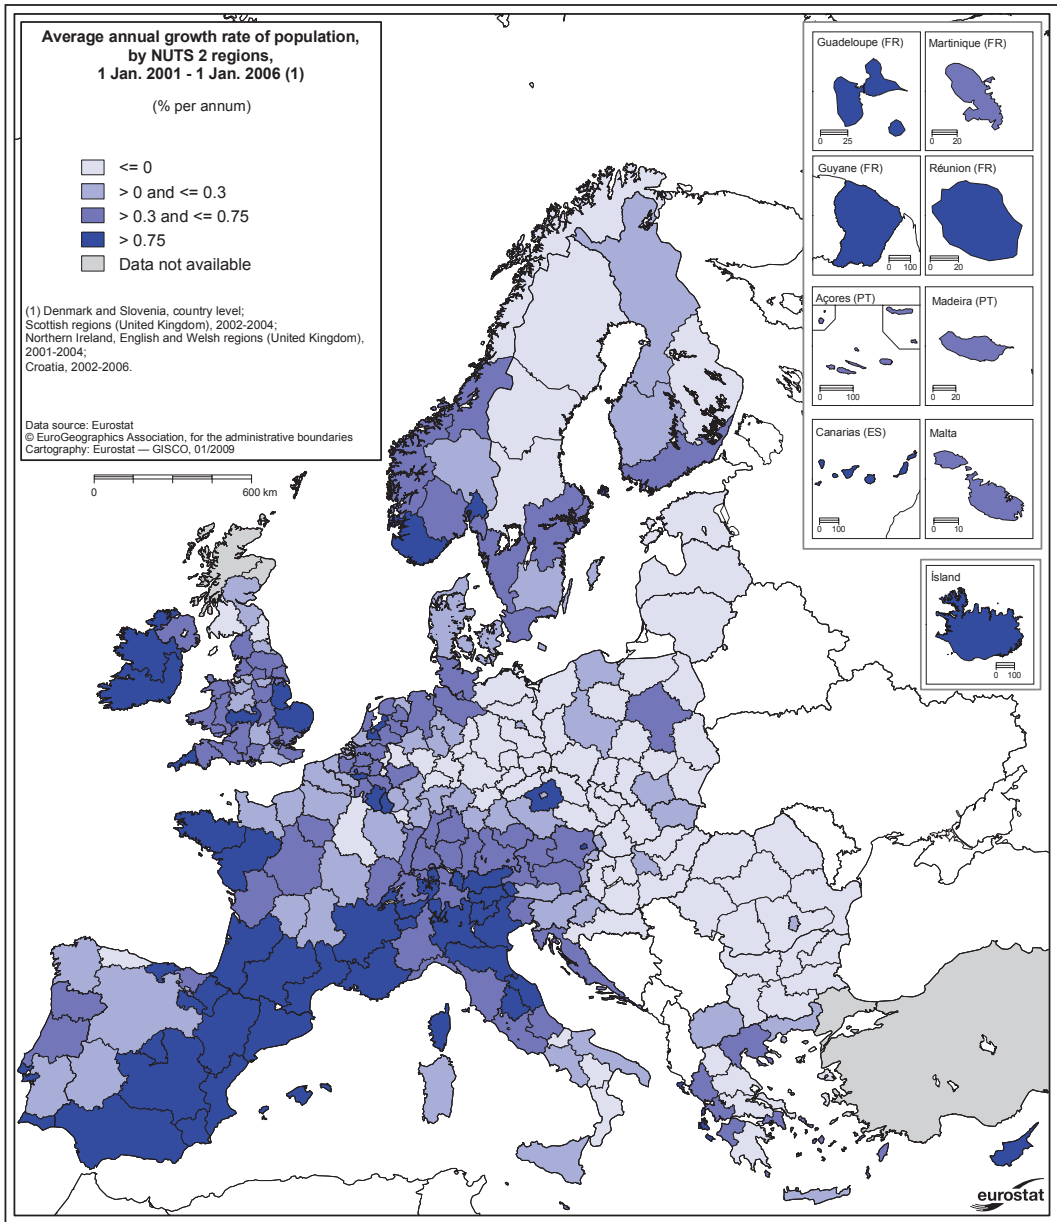 Average annual growth rate of population,
by NUTS 2 regions,
1 Jan. 2001 - 1 Jan. 2006 (1)
(% per annum)
<= 0
> 0 and <= 0.3
> 0.3 and <= 0.75
> 0.75
Data not available
(1) Denmark and Slovenia, country level;
Scottish regions (United Kingdom), 2002-2004;
Northern Ireland, English and Welsh regions (United Kingdom),
2001-2004;
Croatia, 2002-2006.
Data source: Eurostat
© EuroGeographics Association, for the administrative boundaries
Cartography: Eurostat — GISCO, 01/2009
0 600 km
Guadeloupe (FR)
0 25
Martinique (FR)
0 20
Guyane (FR)
0 100
Réunion (FR)
0 20
Açores (PT)
0 100
Madeira (PT)
0 20
Canarias (ES)
0 100
Malta
0 10
Ísland
0 100
eurostat